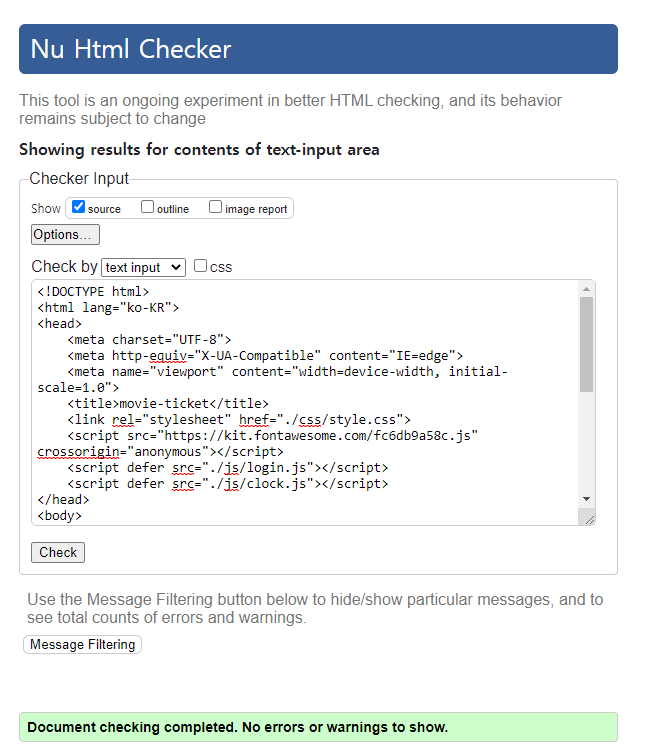 Nu Html Checker
This tool is an ongoing experiment in better HTML checking, and its behavior
remains subject to change
Showing results for contents of text-input area
Checker Input
Show source outline image report
Options...
Check by text input css
<!DOCTYPE html>
<html lang="ko-KR">
<head>
    <meta charset="UTF-8">
    <meta http-equiv="X-UA-Compatible" content="IE=edge">
    <meta name="viewport" content="width=device-width, initial-
scale=1.0">
    <title>movie-ticket</title>
    <link rel="stylesheet" href="./css/style.css">
    <script src="https://kit.fontawesome.com/fc6db9a58c.js"
crossorigin="anonymous"></script>
    <script defer src="./js/login.js"></script>
    <script defer src="./js/clock.js"></script>
</head>
<body>
Check
Use the Message Filtering button below to hide/show particular messages, and to
see total counts of errors and warnings.
Message Filtering
Document checking completed. No errors or warnings to show.